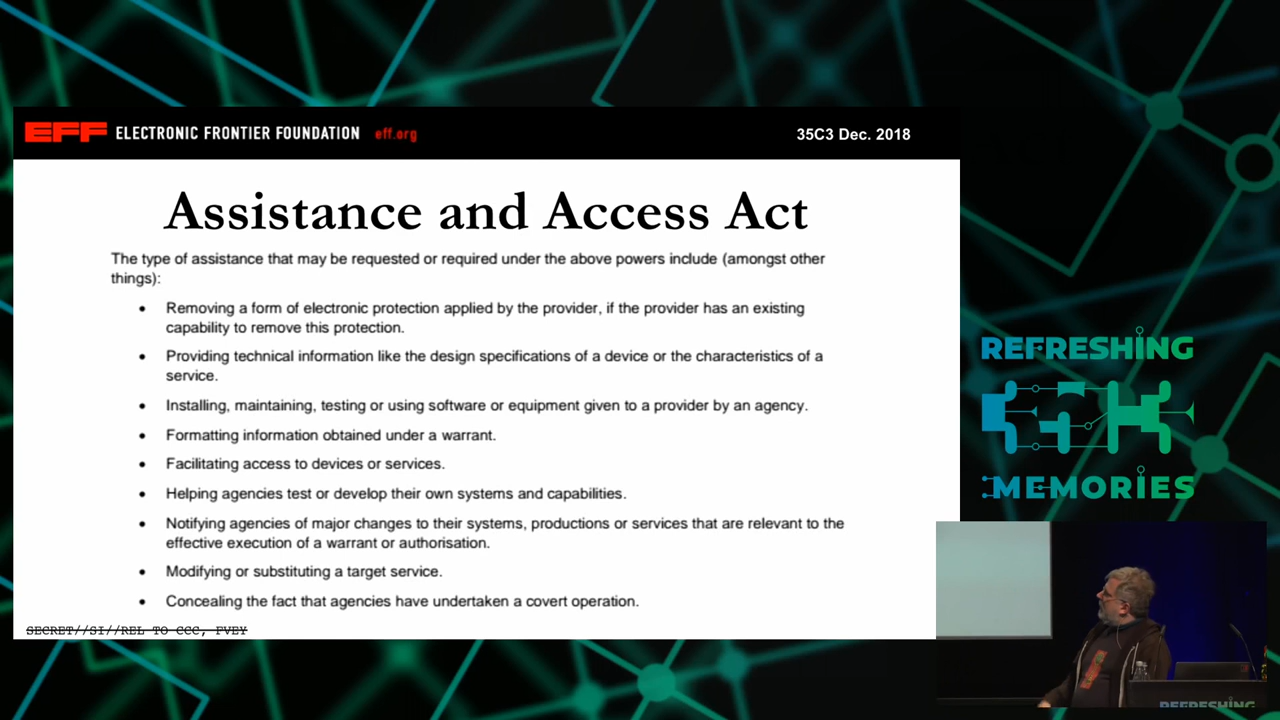 EFF ELECTRONIC FRONTIER FOUNDATION eff.org
35C3 Dec. 2018
Assistance and Access Act
The type of assistance that may be requested or required under the above powers include (amongst other
things):
• Removing a form of electronic protection applied by the provider, if the provider has an existing
capability to remove this protection.
• Providing technical information like the design specifications of a device or the characteristics of a
service.
• Installing, maintaining, testing or using software or equipment given to a provider by an agency.
• Formatting information obtained under a warrant.
• Facilitating access to devices or services.
• Helping agencies test or develop their own systems and capabilities.
• Notifying agencies of major changes to their systems, productions or services that are relevant to the
effective execution of a warrant or authorisation.
• Modifying or substituting a target service.
• Concealing the fact that agencies have undertaken a covert operation.
SECRET//SI//REL TO CCC, FVEY
REFRESHING
35C3
MEMORIES
REFRESHING